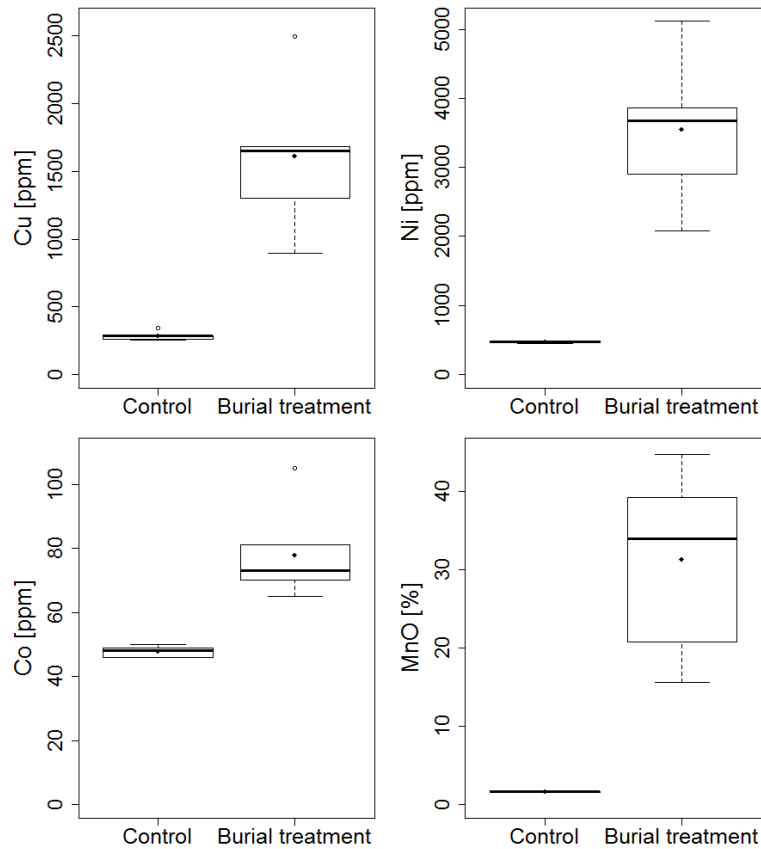 Cu [ppm]
2500
2000
1500
1000
500
0
Control
Burial treatment
Ni [ppm]
5000
4000
3000
2000
1000
0
Control
Burial treatment
Co [ppm]
100
80
60
40
20
0
Control
Burial treatment
MnO [%]
40
30
20
10
0
Control
Burial treatment